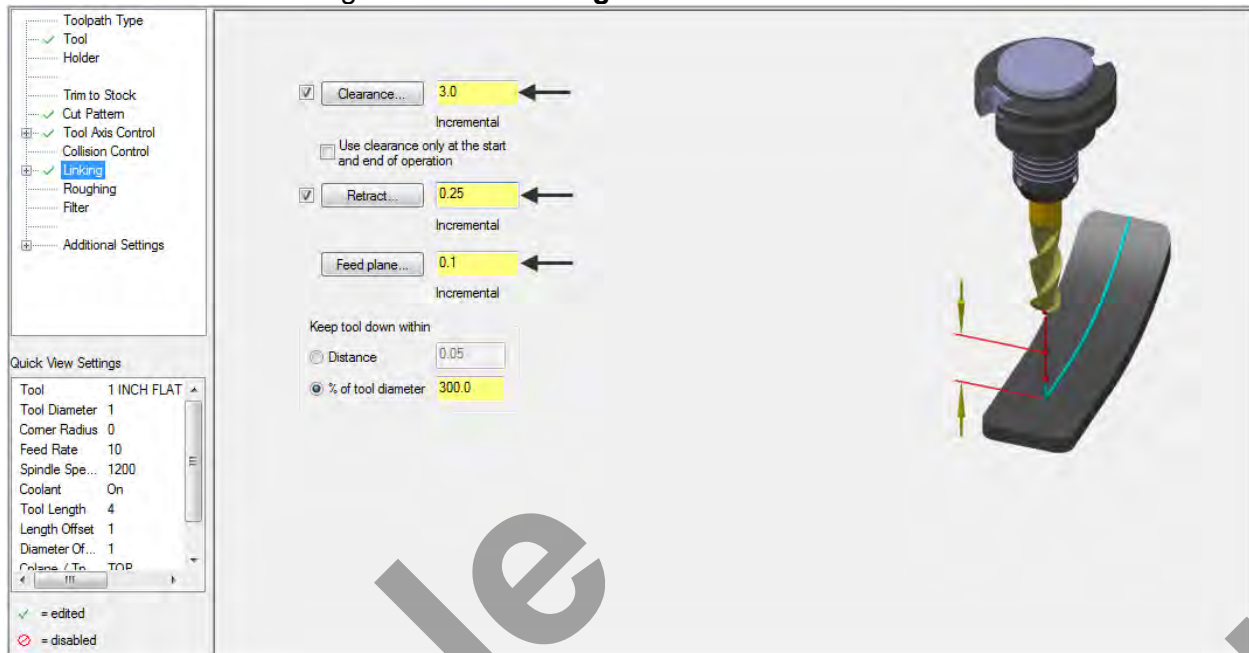 Toolpath Type
Tool
Holder
Trim to Stock
Cut Pattern
Tool Axis Control
Collision Control
Linking
Roughing
Filter
Additional Settings
Quick View Settings
Tool 1 INCH FLAT
Tool Diameter 1
Corner Radius 0
Feed Rate 10
Spindle Spe... 1200
Coolant On
Tool Length 4
Length Offset 1
Diameter Of... 1
Cplane / Tp TOP
= edited
= disabled
Clearance... 3.0
Incremental
Use clearance only at the start
and end of operation
Retract... 0.25
Incremental
Feed plane... 0.1
Incremental
Keep tool down within
Distance 0.05
% of tool diameter 300.0
le